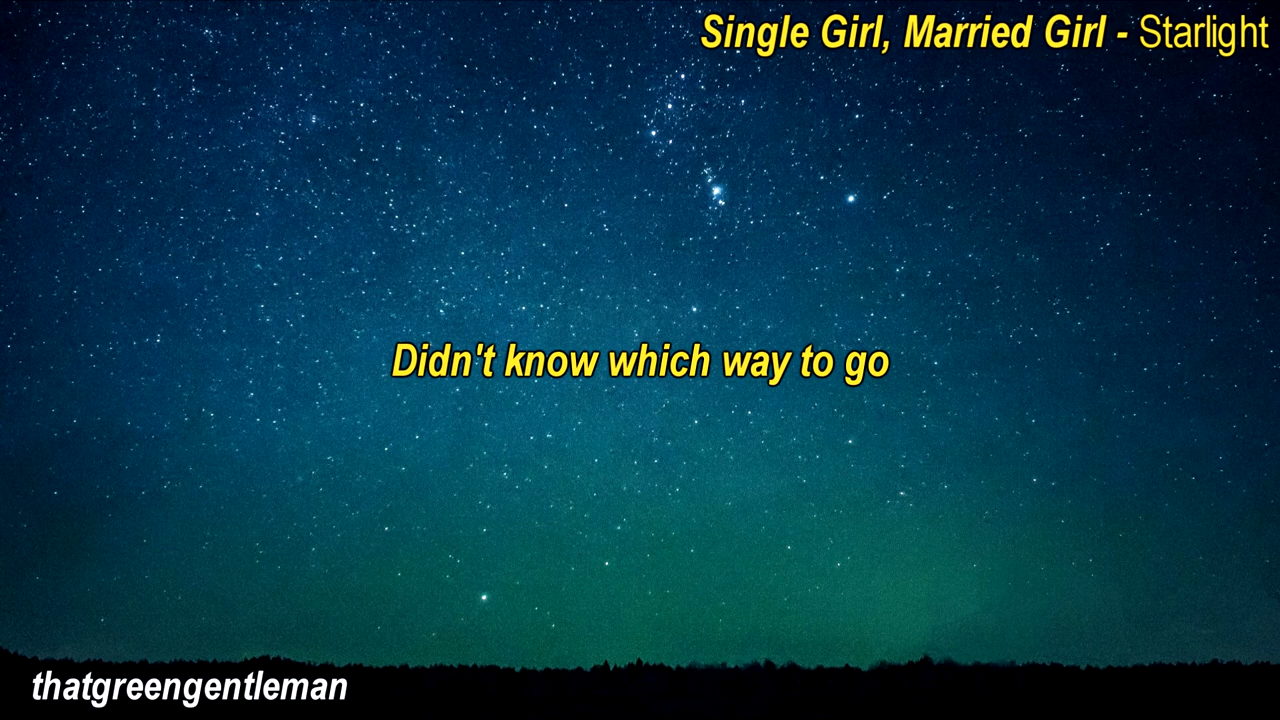 Single Girl, Married Girl - Starlight
Didn't know which way to go
thatgreengentleman